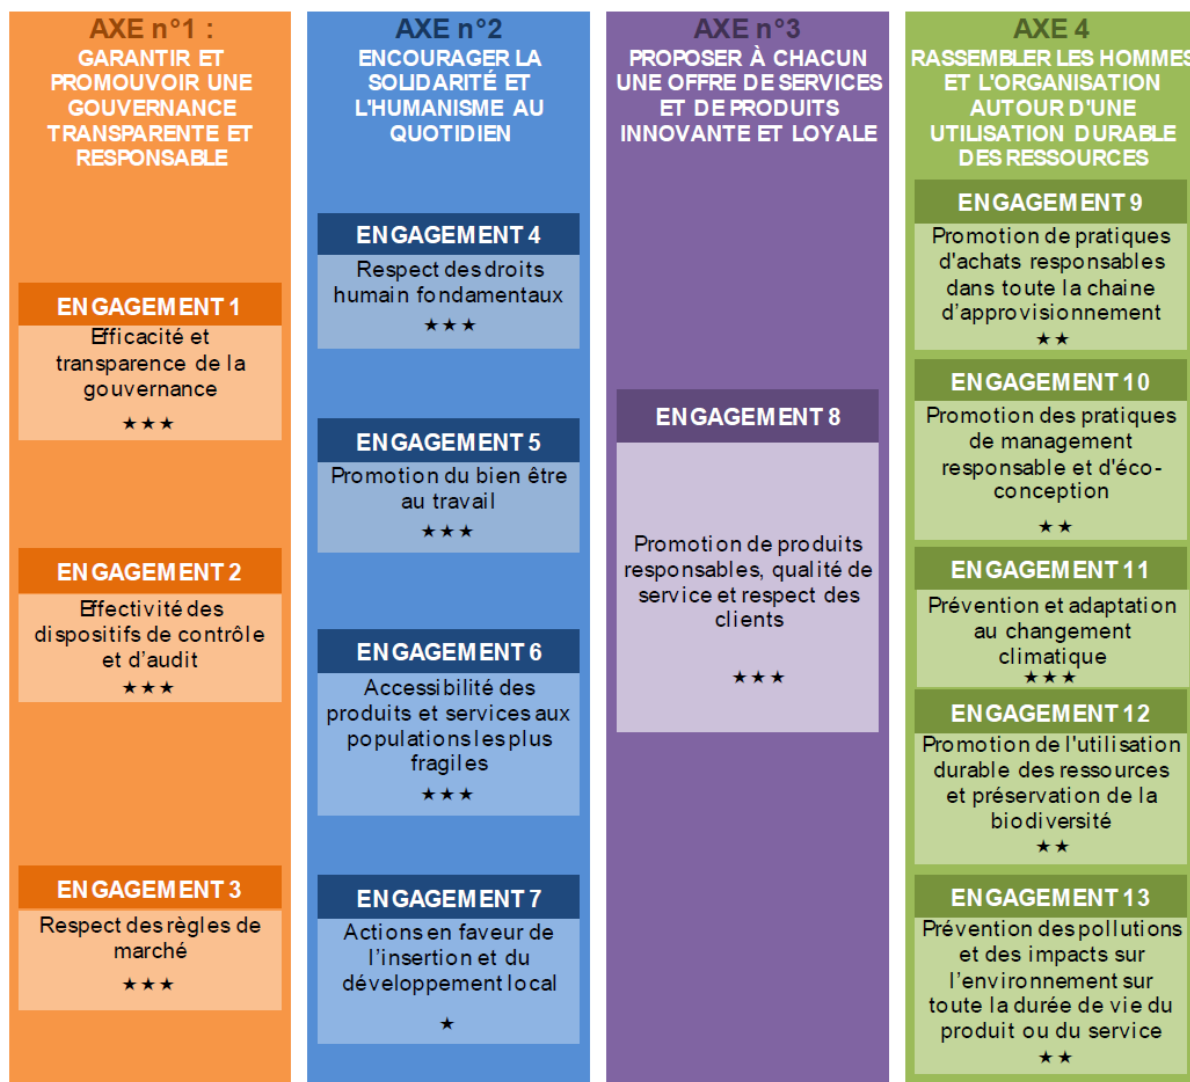 AXE n°1 :
GARANTIR ET
PROMOUVOIR UNE
GOUVERNANCE
TRANSPARENTE ET
RESPONSABLE
ENGAGEMENT 1
Efficacité et
transparence de la
gouvernance
★★★
ENGAGEMENT 2
Effectivité des
dispositifs de contrôle
et d’audit
★★★
ENGAGEMENT 3
Respect des règles de
marché
★★★
AXE n°2
ENCOURAGER LA
SOLIDARITÉ ET
L'HUMANISME AU
QUOTIDIEN
ENGAGEMENT 4
Respect des droits
humain fondamentaux
★★★
ENGAGEMENT 5
Promotion du bien être
au travail
★★★
ENGAGEMENT 6
Accessibilité des
produits et services aux
populations les plus
fragiles
★★★
ENGAGEMENT 7
Actions en faveur de
l’insertion et du
développement local
★
AXE n°3
PROPOSER À CHACUN
UNE OFFRE DE SERVICES
ET DE PRODUITS
INNOVANTE ET LOYALE
ENGAGEMENT 8
Promotion de produits
responsables, qualité de
service et respect des
clients
★★★
AXE 4
RASSEMBLER LES HOMMES
ET L'ORGANISATION
AUTOUR D'UNE
UTILISATION DURABLE
DES RESSOURCES
ENGAGEMENT 9
Promotion de pratiques
d'achats responsables
dans toute la chaine
d’approvisionnement
★★
ENGAGEMENT 10
Promotion des pratiques
de management
responsable et d'éco-
conception
★★
ENGAGEMENT 11
Prévention et adaptation
au changement
climatique
★★★
ENGAGEMENT 12
Promotion de l'utilisation
durable des ressources
et préservation de la
biodiversité
★★
ENGAGEMENT 13
Prévention des pollutions
et des impacts sur
l’environnement sur
toute la durée de vie du
produit ou du service
★★